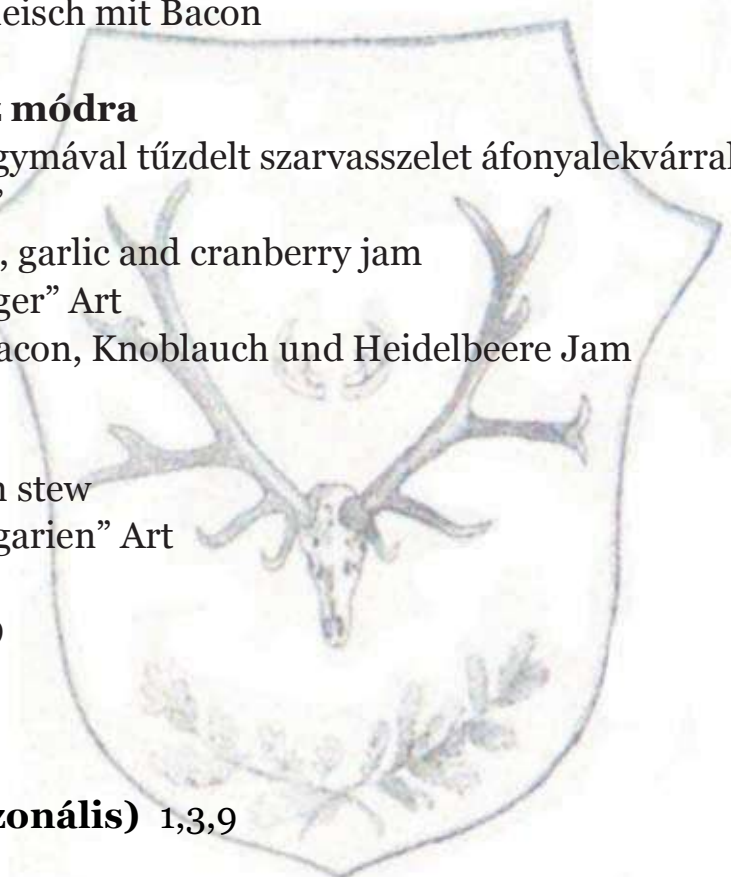 leisch mit Bacon
z módra
gymával tűzdelt szarvasszelet áfonyalekvárral
”
, garlic and cranberry jam
ger” Art
acon, Knoblauch und Heidelbeere Jam
n stew
garien” Art
zonális) 1,3,9